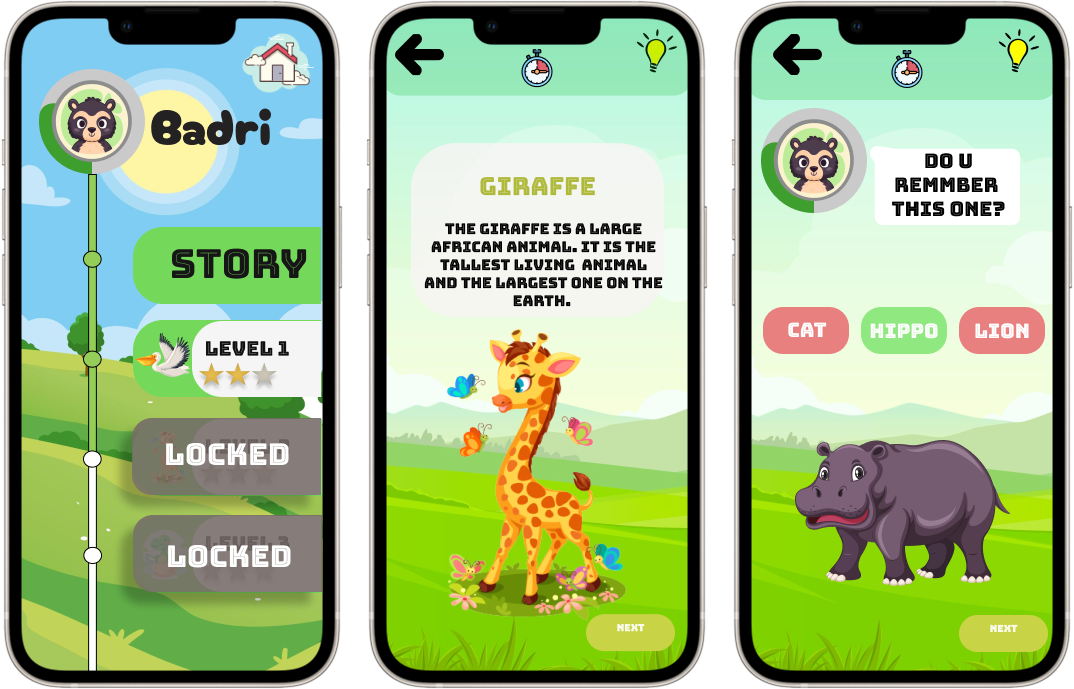 Badri
STORY
LEVEL 1
LOCKED
LOCKED
GIRAFFE
THE GIRAFFE IS A LARGE
AFRICAN ANIMAL. IT IS THE
TALLEST LIVING ANIMAL
AND THE LARGEST ONE ON THE
EARTH.
NEXT
DO U
REMMBER
THIS ONE?
CAT
HIPPO
LION
NEXT